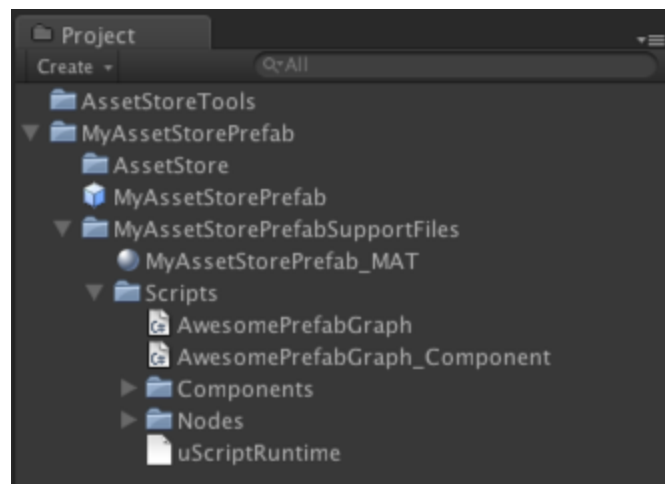 Project
Create
All
AssetStoreTools
MyAssetStorePrefab
AssetStore
MyAssetStorePrefab
MyAssetStorePrefabSupportFiles
MyAssetStorePrefab_MAT
Scripts
C#
AwesomePrefabGraph
C#
AwesomePrefabGraph_Component
Components
Nodes
uScriptRuntime